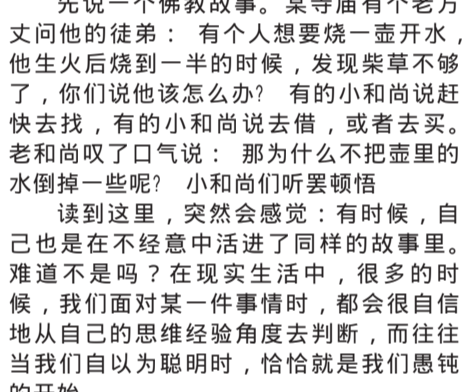 先说一个佛教故事。某寺庙有个老方
丈问他的徒弟： 有个人想要烧一壶开水，
他生火后烧到一半的时候，发现柴草不够
了，你们说他该怎么办？ 有的小和尚说赶
快去找，有的小和尚说去借，或者去买。
老和尚叹了口气说： 那为什么不把壶里的
水倒掉一些呢？ 小和尚们听罢顿悟
读到这里，突然会感觉：有时候，自
己也是在不经意中活进了同样的故事里。
难道不是吗？在现实生活中，很多的时
候，我们面对某一件事情时，都会很自信
地从自己的思维经验角度去判断，而往往
当我们自以为聪明时，恰恰就是我们愚钝
的开始